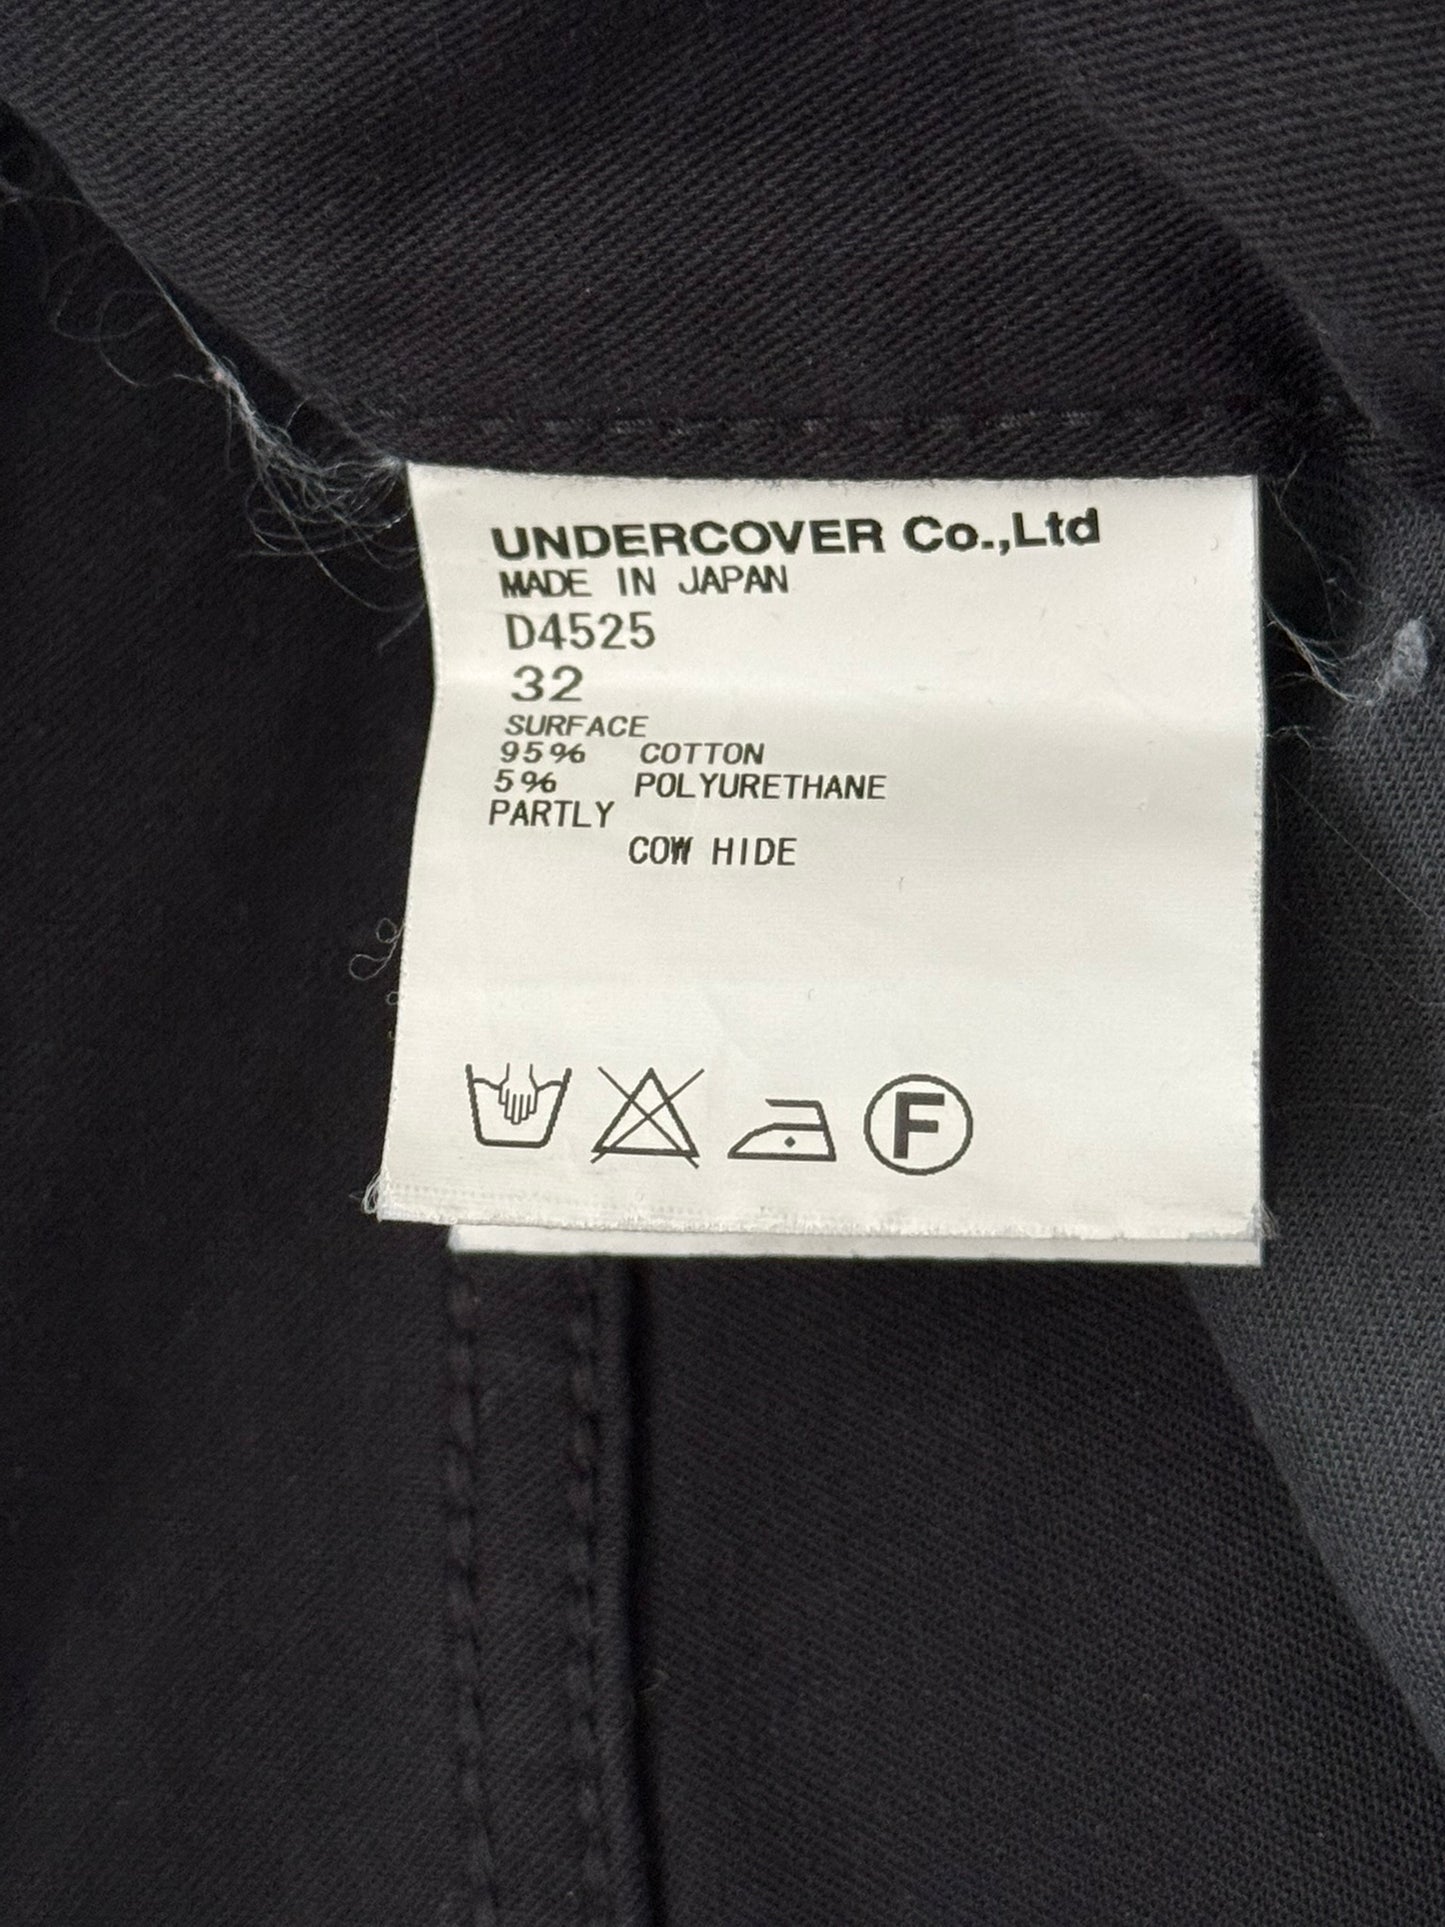 UNDERCOVER Co.,Ltd
MADE IN JAPAN
D4525
32
SURFACE
95% COTTON
5% POLYURETHANE
PARTLY
COW HIDE
F